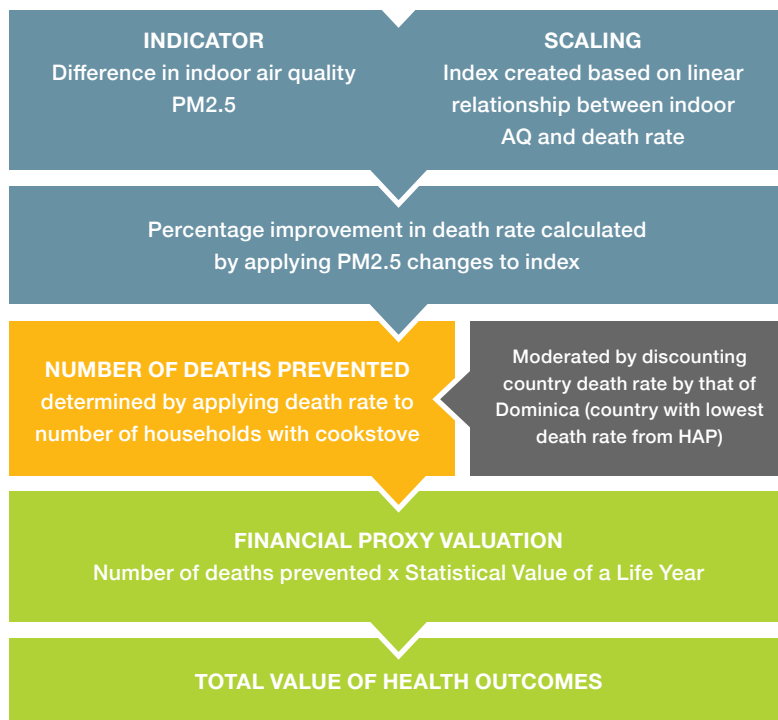 INDICATOR
Difference in indoor air quality
PM2.5
SCALING
Index created based on linear
relationship between indoor
AQ and death rate
Percentage improvement in death rate calculated
by applying PM2.5 changes to index
NUMBER OF DEATHS PREVENTED
determined by applying death rate to
number of households with cookstove
Moderated by discounting
country death rate by that of
Dominica (country with lowest
death rate from HAP)
FINANCIAL PROXY VALUATION
Number of deaths prevented x Statistical Value of a Life Year
TOTAL VALUE OF HEALTH OUTCOMES